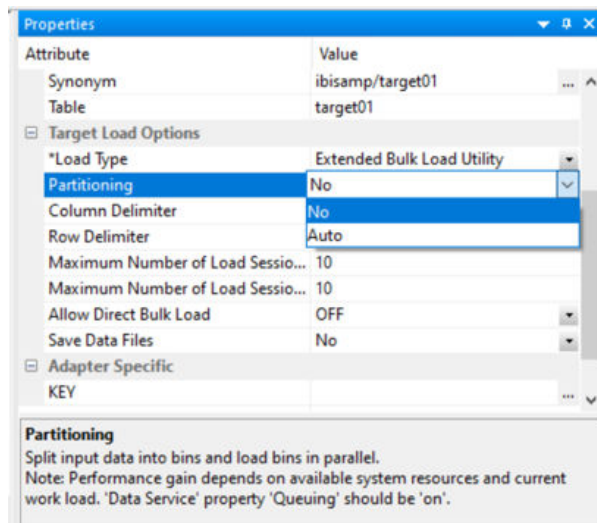 Properties
Attribute Value
Synonym ibisamp/target01 ...
Table target01
Target Load Options
*Load Type Extended Bulk Load Utility
Partitioning No
Column Delimiter No
Row Delimiter Auto
Maximum Number of Load Sessio... 10
Maximum Number of Load Sessio... 10
Allow Direct Bulk Load OFF
Save Data Files No
Adapter Specific
KEY ...
Partitioning
Split input data into bins and load bins in parallel.
Note: Performance gain depends on available system resources and current
work load. 'Data Service' property 'Queuing' should be 'on'.